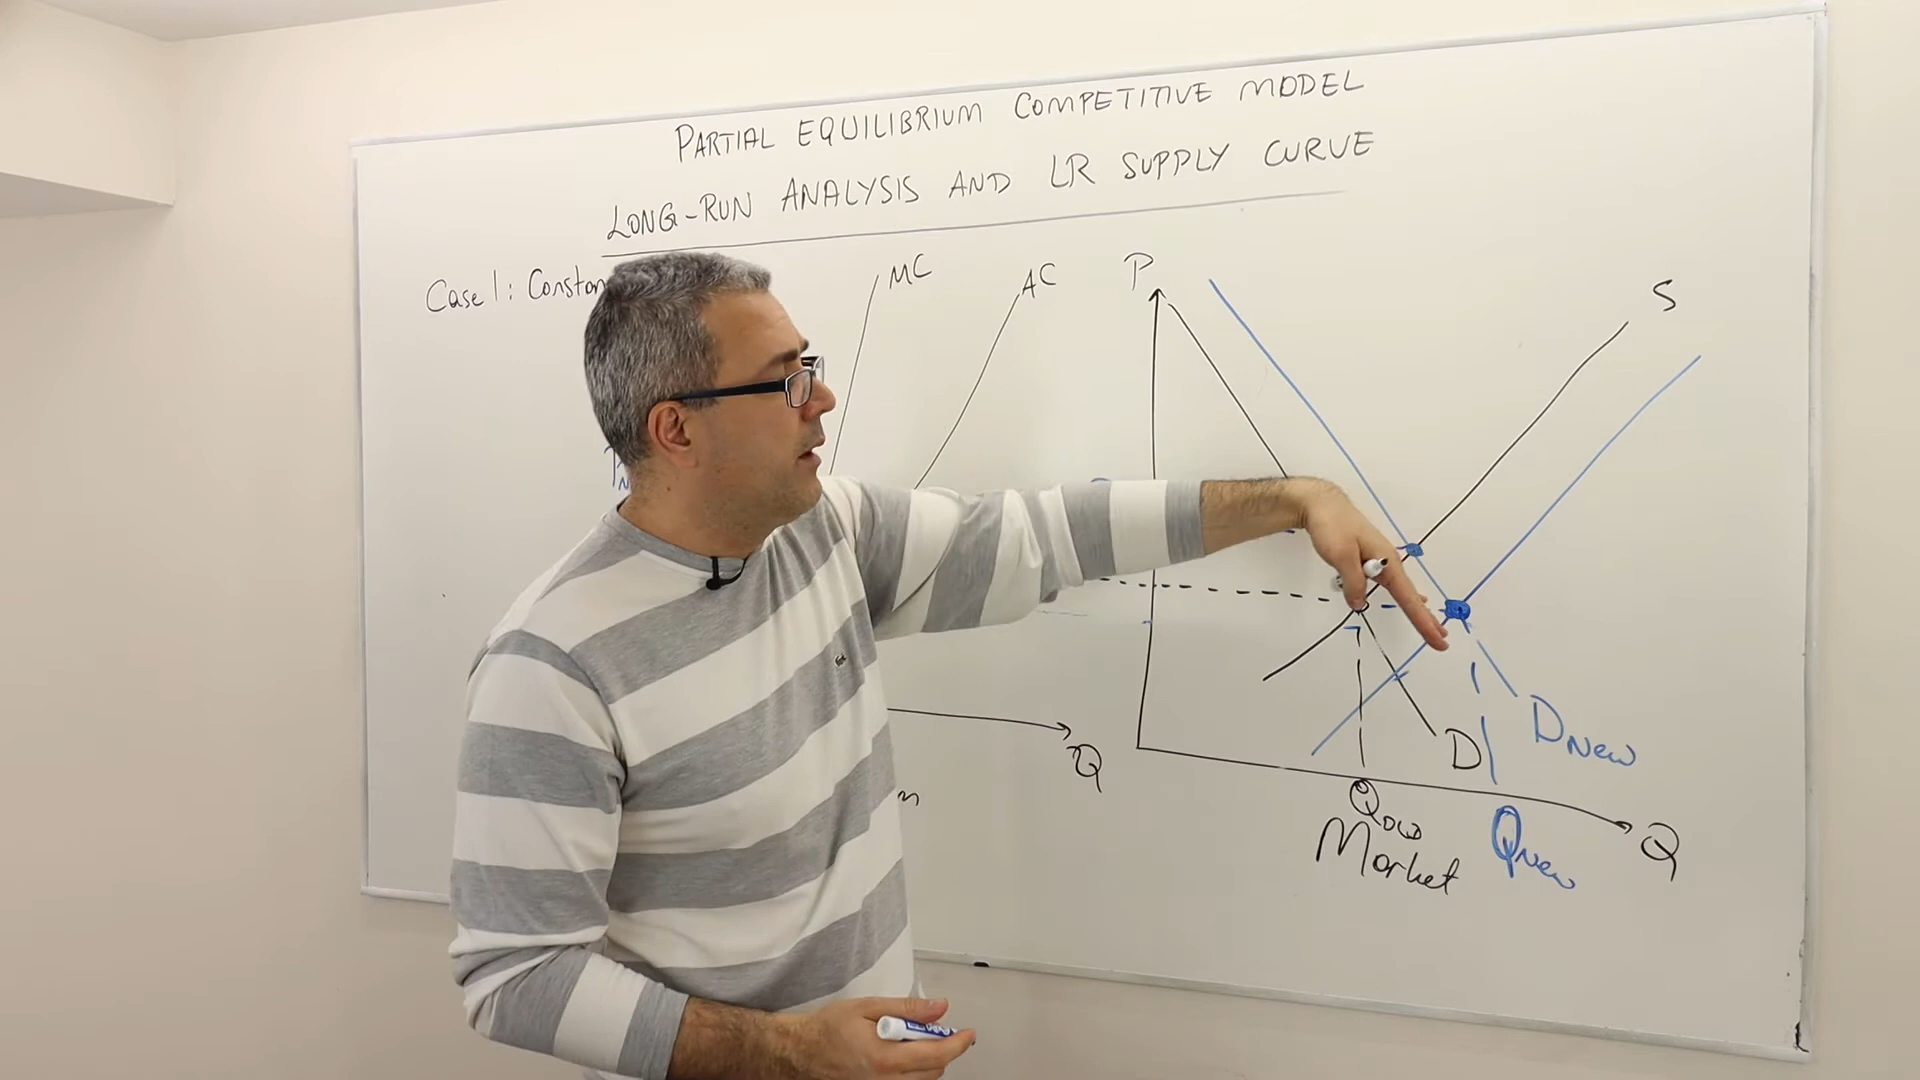 PARTIAL EQUILIBRIUM COMPETITIVE MODEL
LONG-RUN ANALYSIS AND LR SUPPLY CURVE
Case 1: Constan
MC
AC
P
S
D
DNew
Q
QOLD
QNew
Market
Q